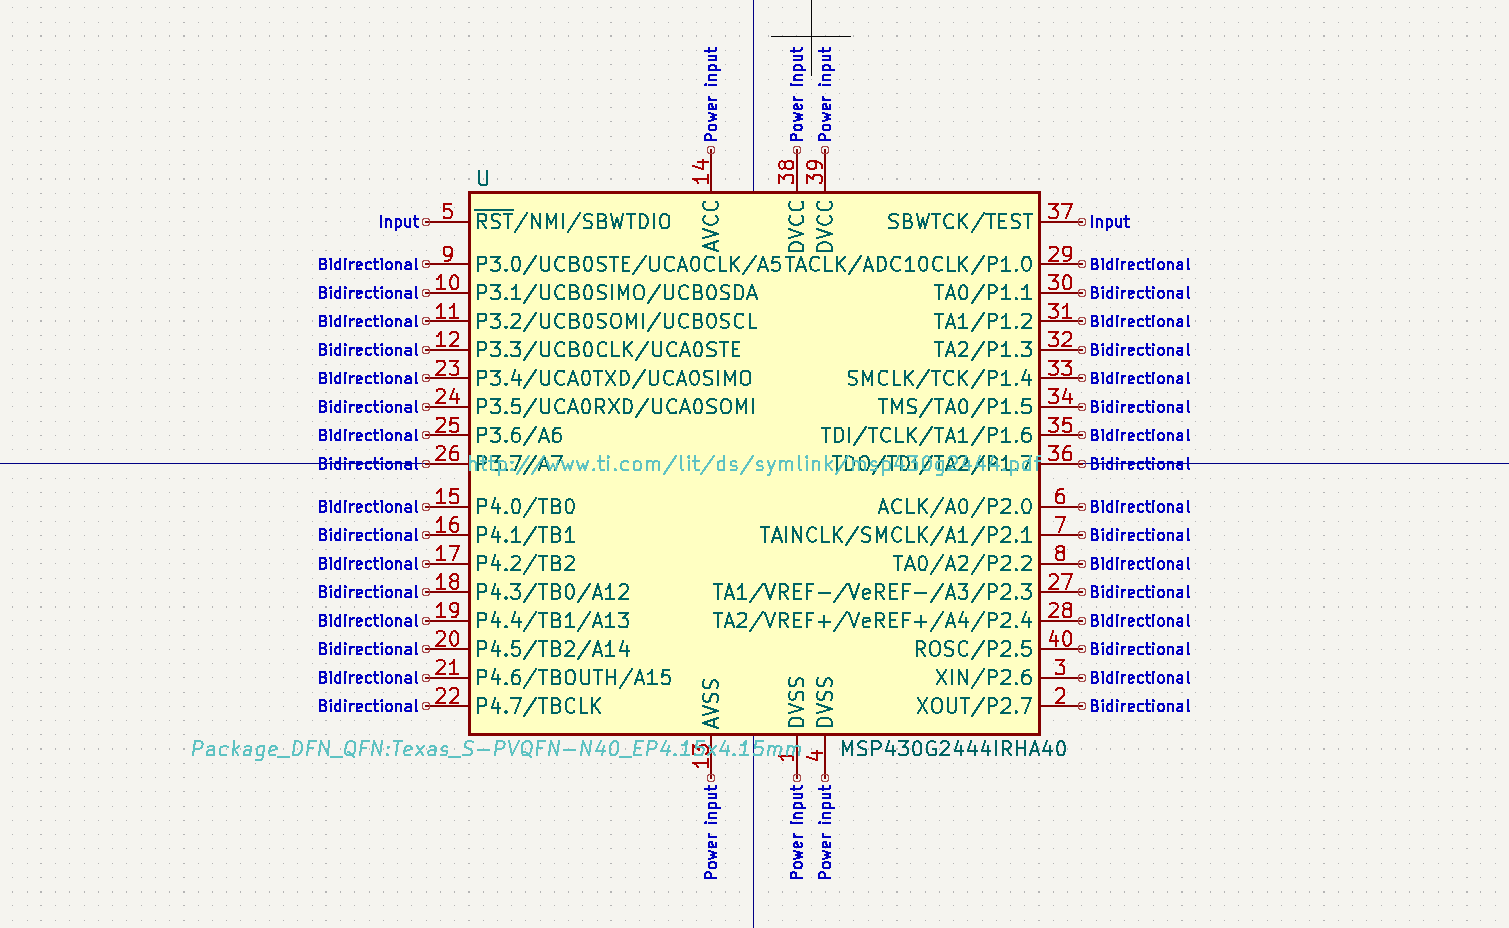 Power input Power input Power input
14 38 39
U
AVCC DVCC DVCC
Input 5 RST/NMI/SBWTDIO SBWTCK/TEST 37 Input
Bidirectional 9 P3.0/UCB0STE/UCA0CLK/A5 TACLK/ADC10CLK/P1.0 29 Bidirectional
Bidirectional 10 P3.1/UCB0SIMO/UCB0SDA TA0/P1.1 30 Bidirectional
Bidirectional 11 P3.2/UCB0SOMI/UCB0SCL TA1/P1.2 31 Bidirectional
Bidirectional 12 P3.3/UCB0CLK/UCA0STE TA2/P1.3 32 Bidirectional
Bidirectional 23 P3.4/UCA0TXD/UCA0SIMO SMCLK/TCK/P1.4 33 Bidirectional
Bidirectional 24 P3.5/UCA0RXD/UCA0SOMI TMS/TA0/P1.5 34 Bidirectional
Bidirectional 25 P3.6/A6 TDI/TCLK/TA1/P1.6 35 Bidirectional
Bidirectional 26 P3.7/A7 http://www.ti.com/lit/ds/symlink/msp430g2444.pdf TDO/TDI/TA2/P1.7 36 Bidirectional
Bidirectional 15 P4.0/TB0 ACLK/A0/P2.0 6 Bidirectional
Bidirectional 16 P4.1/TB1 TAINCLK/SMCLK/A1/P2.1 7 Bidirectional
Bidirectional 17 P4.2/TB2 TA0/A2/P2.2 8 Bidirectional
Bidirectional 18 P4.3/TB0/A12 TA1/VREF-/VeREF-/A3/P2.3 27 Bidirectional
Bidirectional 19 P4.4/TB1/A13 TA2/VREF+/VeREF+/A4/P2.4 28 Bidirectional
Bidirectional 20 P4.5/TB2/A14 ROSC/P2.5 40 Bidirectional
Bidirectional 21 P4.6/TBOUTH/A15 XIN/P2.6 3 Bidirectional
Bidirectional 22 P4.7/TBCLK XOUT/P2.7 2 Bidirectional
AVSS DVSS DVSS
Package_DFN_QFN:Texas_S-PVQFN-N40_EP4.15x4.15mm MSP430G2444IRHA40
13 1 4
Power input Power input Power input